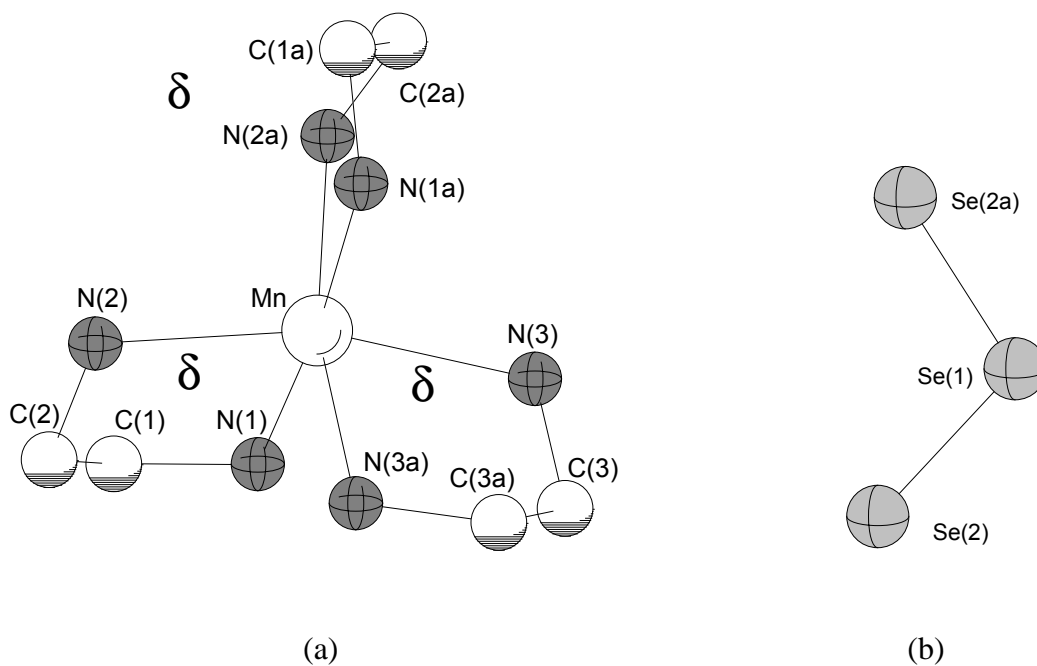 C(1a)
C(2a)
δ
N(2a)
N(1a)
Mn
N(2)
N(3)
δ
δ
C(2)
C(1)
N(1)
N(3a)
C(3a)
C(3)
(a)
Se(2a)
Se(1)
Se(2)
(b)